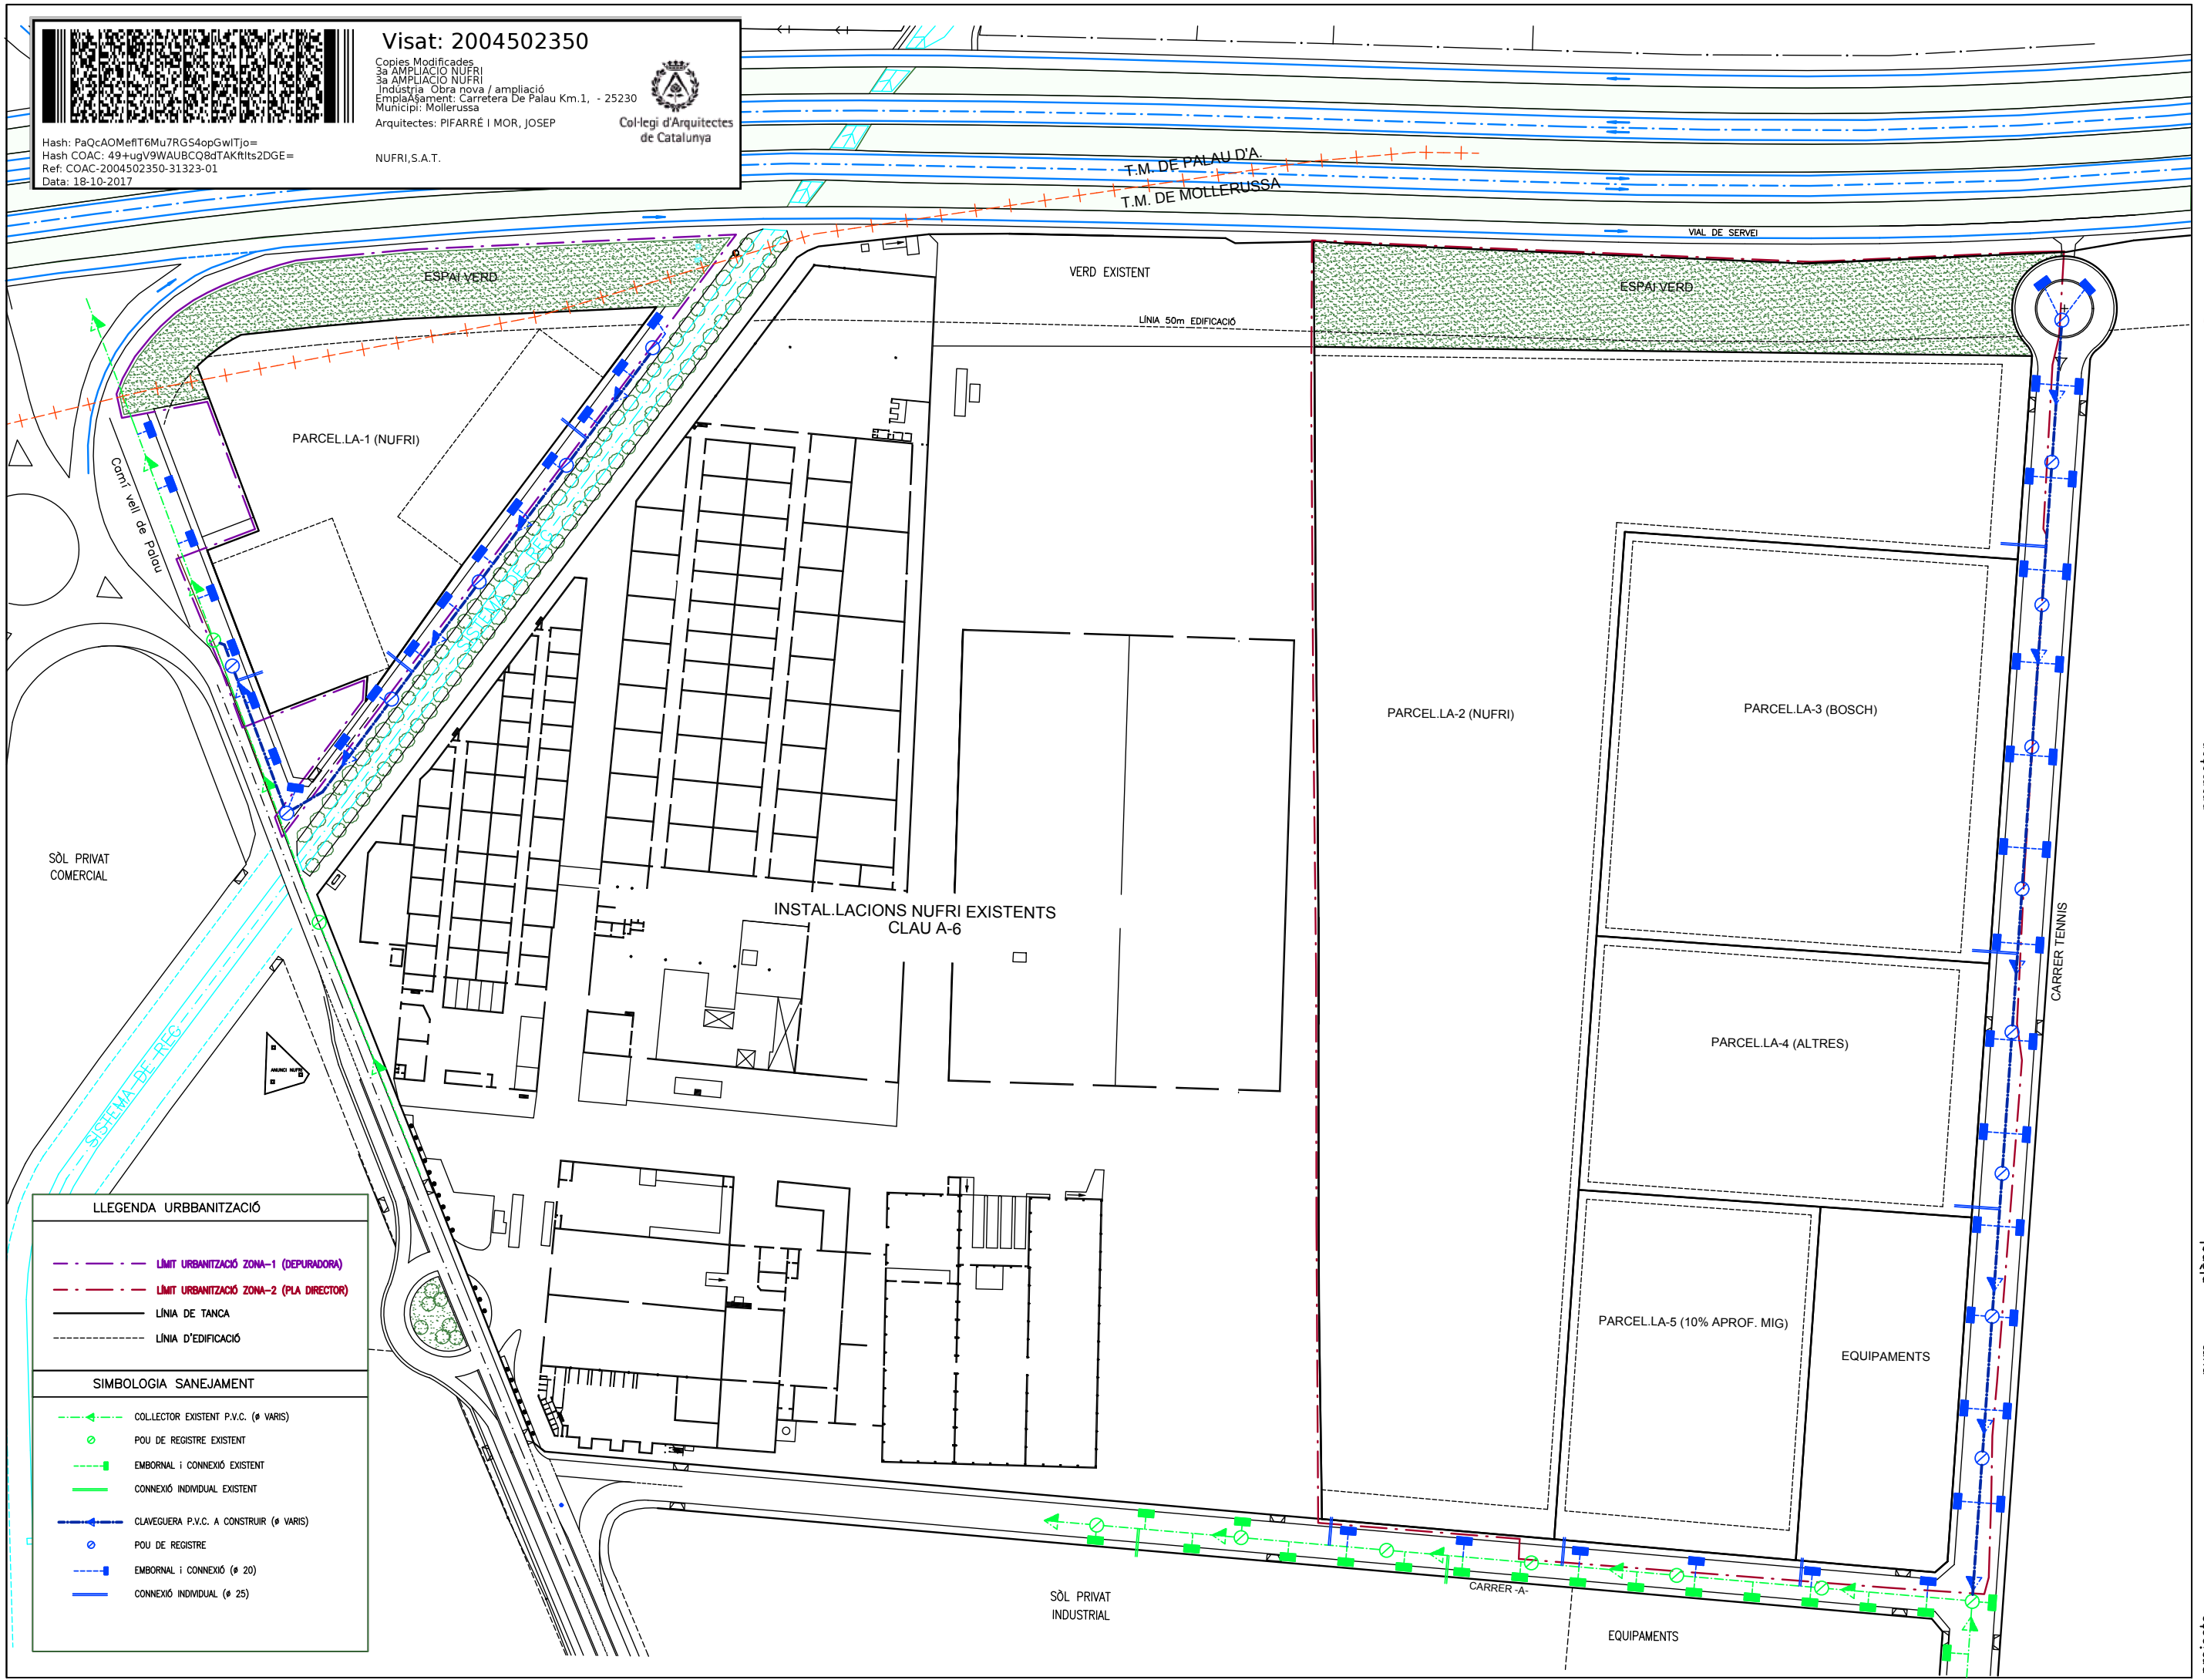 Visat: 2004502350
Copies Modificades
3a AMPLIACIO NUFRI
3a AMPLIACIO NUFRI
Indústria Obra nova / ampliació
EmplaÃ§ament: Carretera De Palau Km.1, - 25230
Municipi: Mollerussa
Arquitectes: PIFARRÉ I MOR, JOSEP
NUFRI,S.A.T.
Col·legi d'Arquitectes
de Catalunya
Hash: PaQcAOMefIT6Mu7RGS4opGwITjo=
Hash COAC: 49+ugV9WAUBCQ8dTAKftIts2DGE=
Ref: COAC-2004502350-31323-01
Data: 18-10-2017
T.M. DE PALAU D'A.
T.M. DE MOLLERUSSA
VIAL DE SERVEI
ESPAI VERD
VERD EXISTENT
ESPAI VERD
LÍNIA 50m EDIFICACIÓ
PARCEL.LA-1 (NUFRI)
Camí vell de Palau
SISTEMA DE REG
PARCEL.LA-2 (NUFRI)
PARCEL.LA-3 (BOSCH)
SÒL PRIVAT
COMERCIAL
INSTAL.LACIONS NUFRI EXISTENTS
CLAU A-6
CARRER TENNIS
PARCEL.LA-4 (ALTRES)
ANUNCI NUFRI
SISTEMA-DE-REG
PARCEL.LA-5 (10% APROF. MIG)
EQUIPAMENTS
LLEGENDA URBBANITZACIÓ
LÍMIT URBANITZACIÓ ZONA-1 (DEPURADORA)
LÍMIT URBANITZACIÓ ZONA-2 (PLA DIRECTOR)
LÍNIA DE TANCA
LÍNIA D'EDIFICACIÓ
SIMBOLOGIA SANEJAMENT
COL.LECTOR EXISTENT P.V.C. (ø VARIS)
POU DE REGISTRE EXISTENT
EMBORNAL i CONNEXIÓ EXISTENT
CONNEXIÓ INDIVIDUAL EXISTENT
CLAVEGUERA P.V.C. A CONSTRUIR (ø VARIS)
POU DE REGISTRE
EMBORNAL i CONNEXIÓ (ø 20)
CONNEXIÓ INDIVIDUAL (ø 25)
CARRER -A-
SÒL PRIVAT
INDUSTRIAL
EQUIPAMENTS